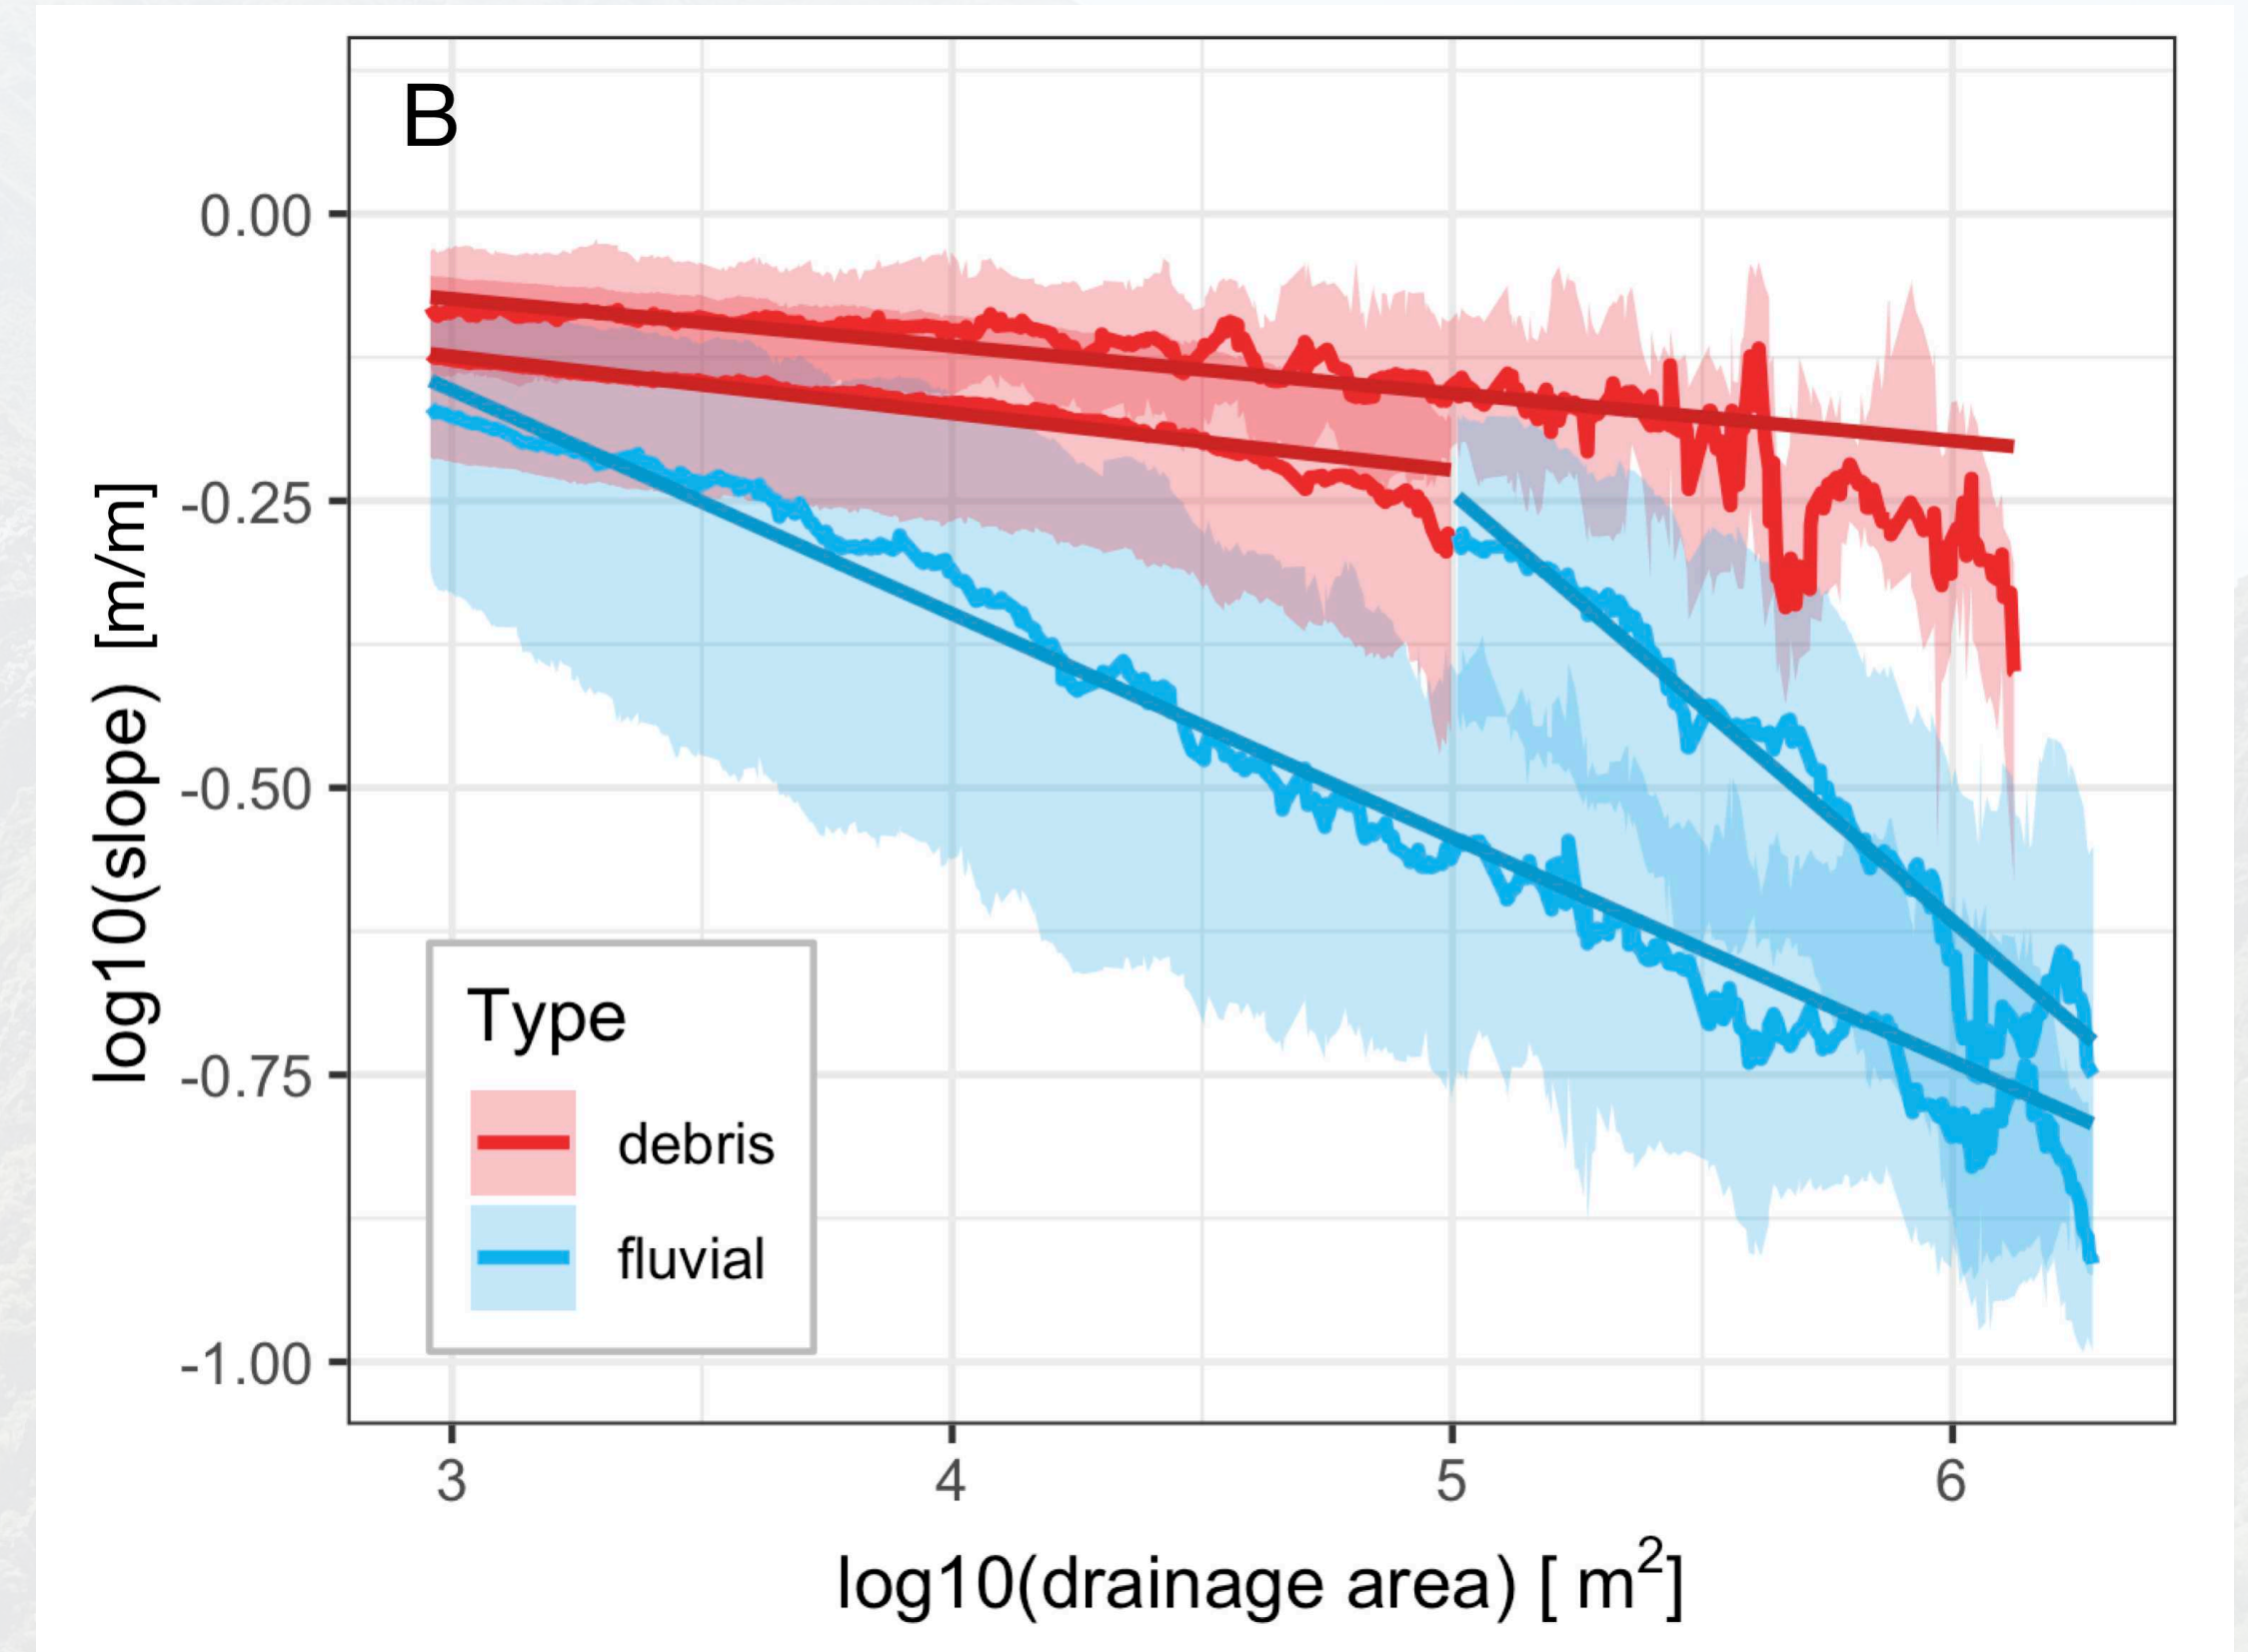 B
0.00
-0.25
-0.50
-0.75
-1.00
log10(slope) [m/m]
Type
debris
fluvial
3 4 5 6
log10(drainage area) [ m²]